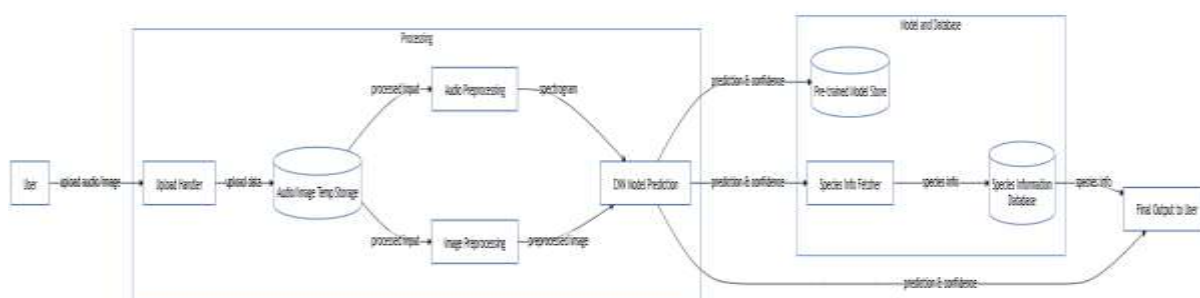 Model and Database
Processing
prediction & confidence
Pre-trained Model Store
processed input
Audio Preprocessing
spectrogram
User
upload audio/image
Upload Handler
upload data
Audio/Image Temp Storage
CNN Model Prediction
prediction & confidence
Species Info Fetcher
species info
Species Information
Database
species info
Final Output to User
processed input
Image Preprocessing
preprocessed image
prediction & confidence